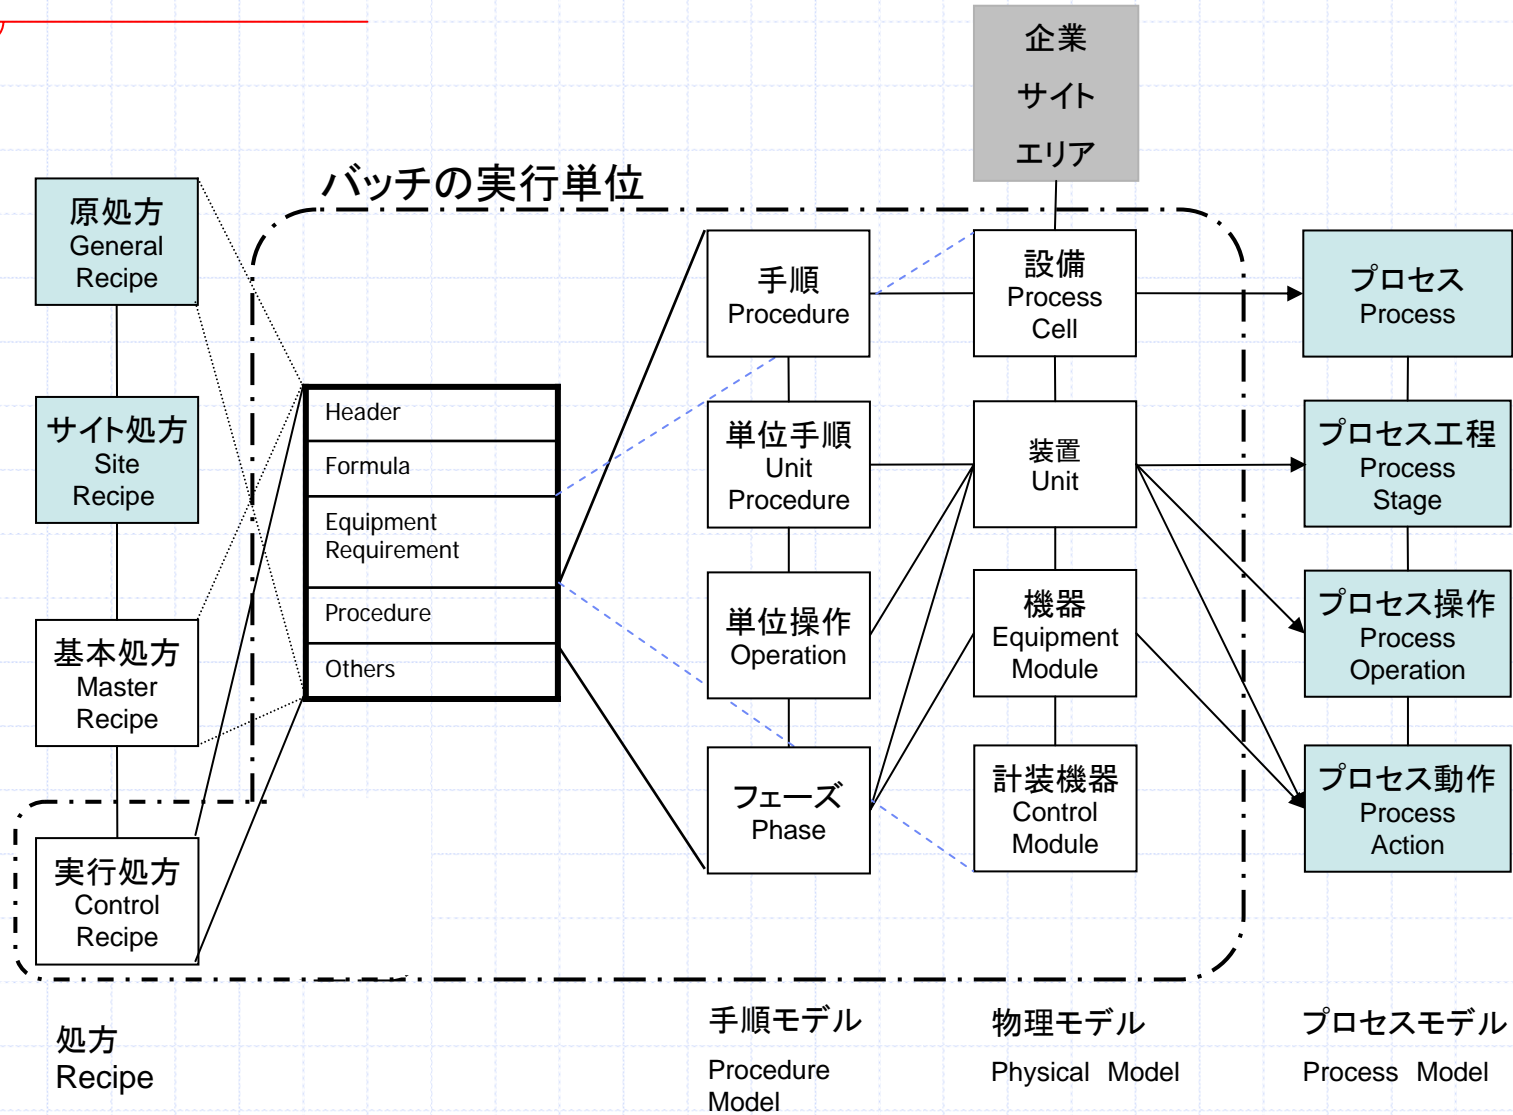 企業
サイト
エリア
バッチの実行単位
原処方
General
Recipe
サイト処方
Site
Recipe
基本処方
Master
Recipe
実行処方
Control
Recipe
Header
Formula
Equipment
Requirement
Procedure
Others
手順
Procedure
単位手順
Unit
Procedure
単位操作
Operation
フェーズ
Phase
設備
Process
Cell
装置
Unit
機器
Equipment
Module
計装機器
Control
Module
プロセス
Process
プロセス工程
Process
Stage
プロセス操作
Process
Operation
プロセス動作
Process
Action
処方
Recipe
手順モデル
Procedure
Model
物理モデル
Physical Model
プロセスモデル
Process Model